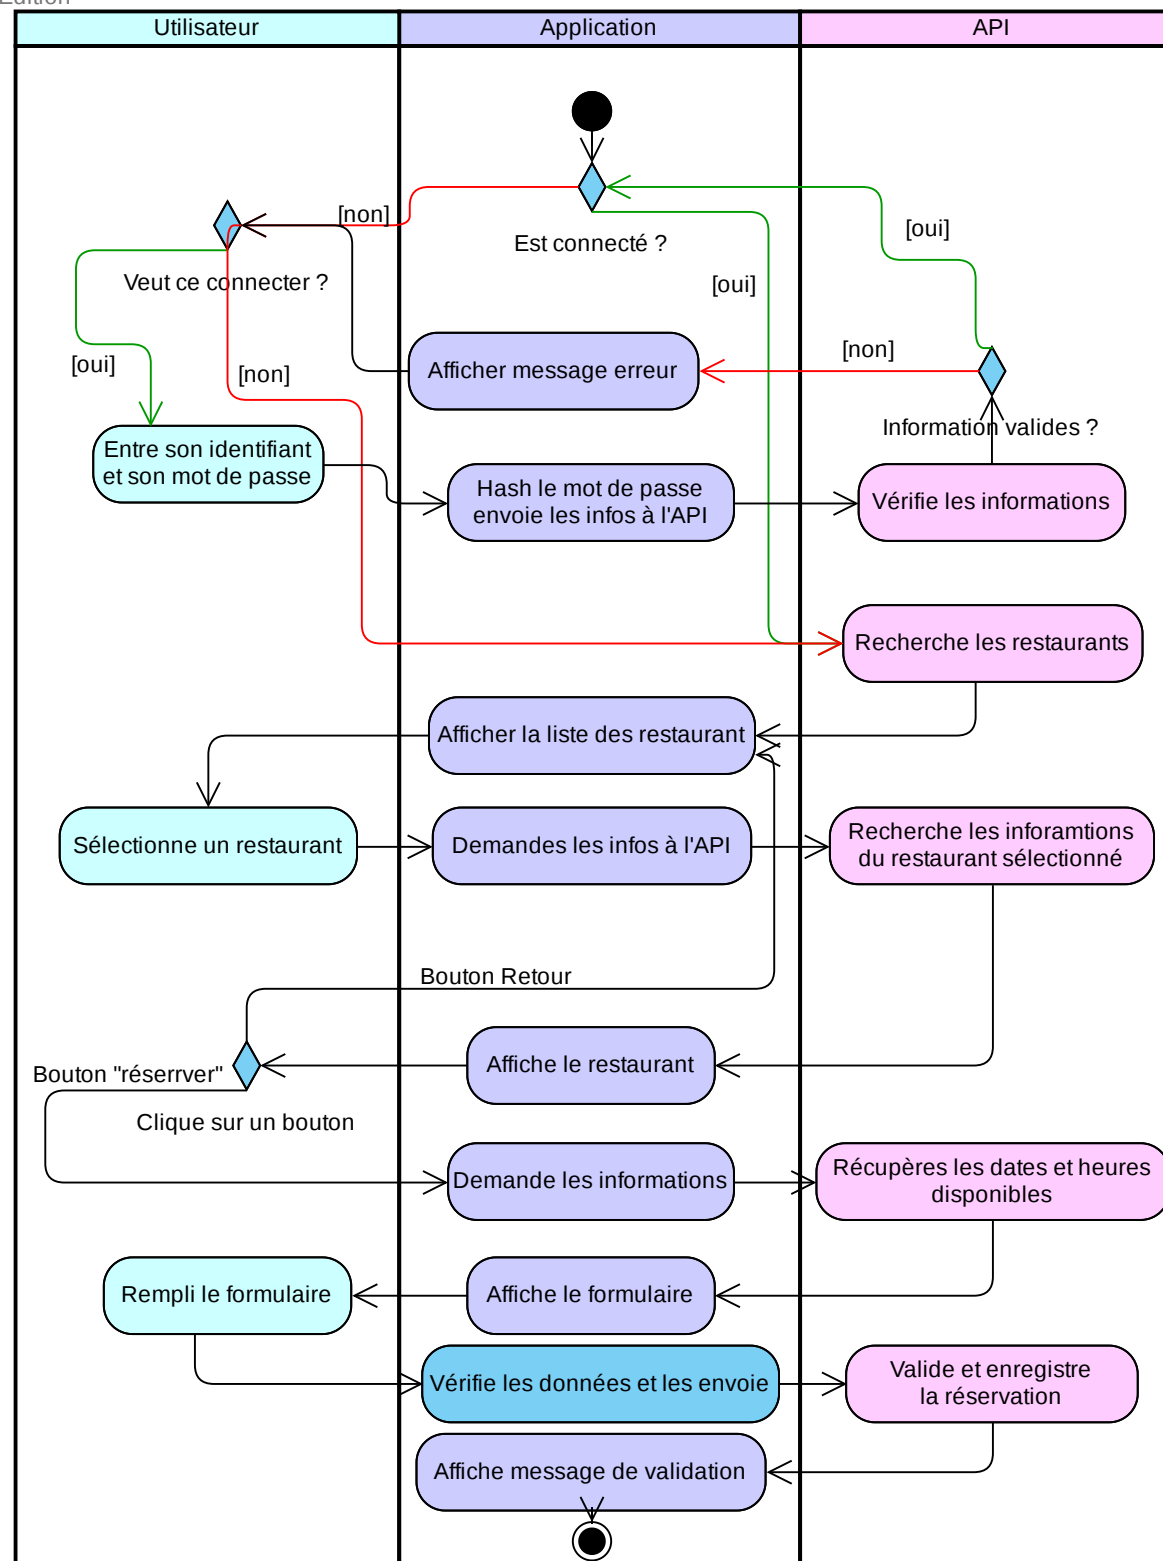 Edition
Utilisateur
Application
API
[non]
Est connecté ?
[oui]
[oui]
Veut ce connecter ?
[oui]
[non]
Afficher message erreur
[non]
Information valides ?
Entre son identifiant
et son mot de passe
Hash le mot de passe
envoie les infos à l'API
Vérifie les informations
Recherche les restaurants
Afficher la liste des restaurant
Sélectionne un restaurant
Demandes les infos à l'API
Recherche les inforamtions
du restaurant sélectionné
Bouton Retour
Affiche le restaurant
Bouton "réserrver"
Clique sur un bouton
Demande les informations
Récupères les dates et heures
disponibles
Rempli le formulaire
Affiche le formulaire
Vérifie les données et les envoie
Valide et enregistre
la réservation
Affiche message de validation